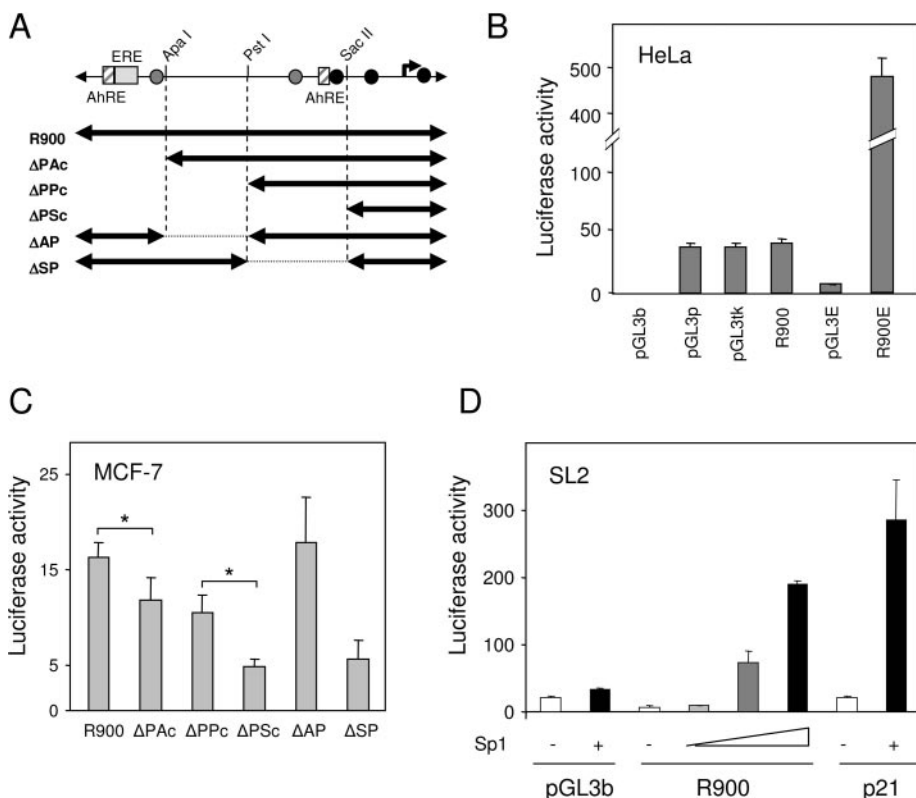 A
Apa I
Pst I
Sac II
ERE
AhRE
AhRE
R900
ΔPAc
ΔPPc
ΔPSc
ΔAP
ΔSP
B
HeLa
Luciferase activity
500
400
100
50
0
pGL3b
pGL3p
pGL3tk
R900
pGL3E
R900E
C
MCF-7
Luciferase activity
25
15
5
0
*
*
R900 ΔPAc ΔPPc ΔPSc ΔAP ΔSP
D
SL2
Luciferase activity
300
200
100
0
Sp1 - + - - +
pGL3b R900 p21